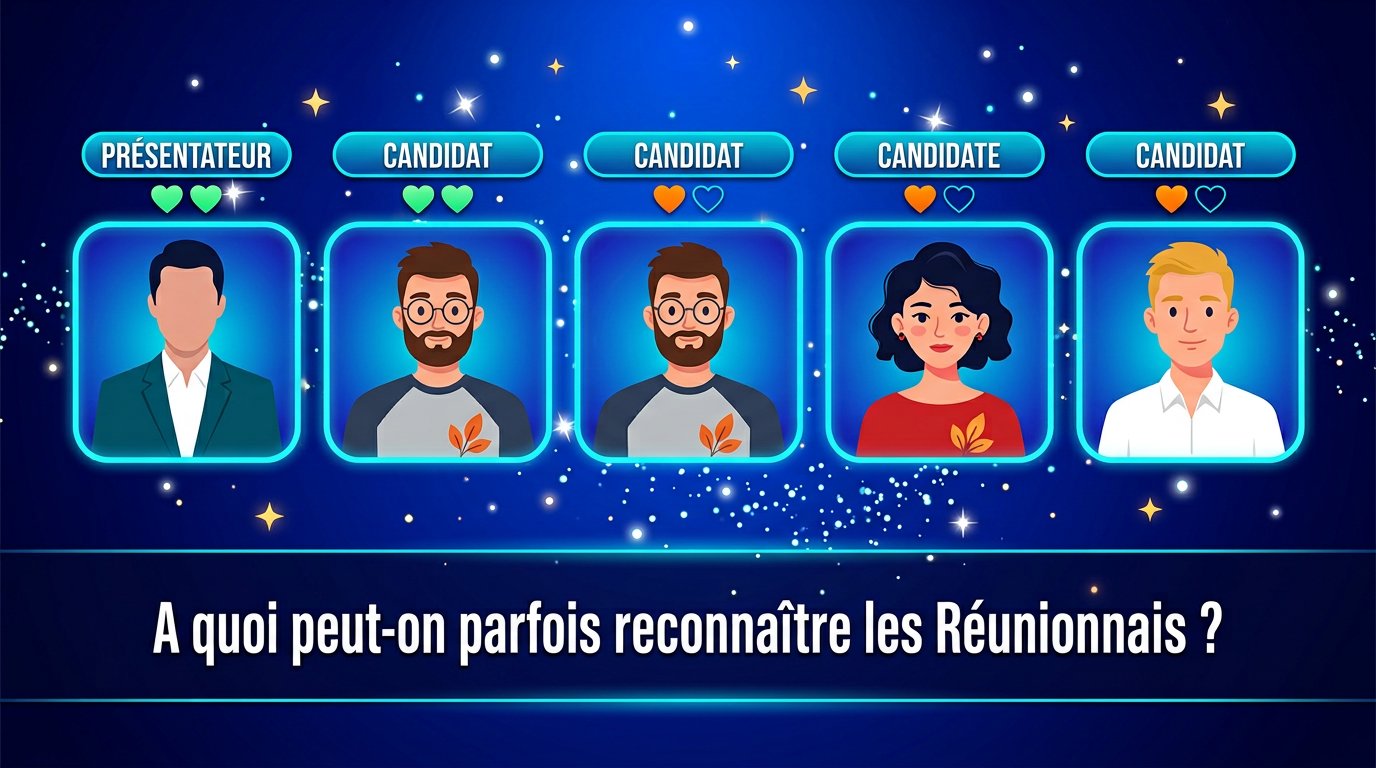 PRÉSENTATEUR
CANDIDAT
CANDIDAT
CANDIDATE
CANDIDAT
A quoi peut-on parfois reconnaître les Réunionnais ?